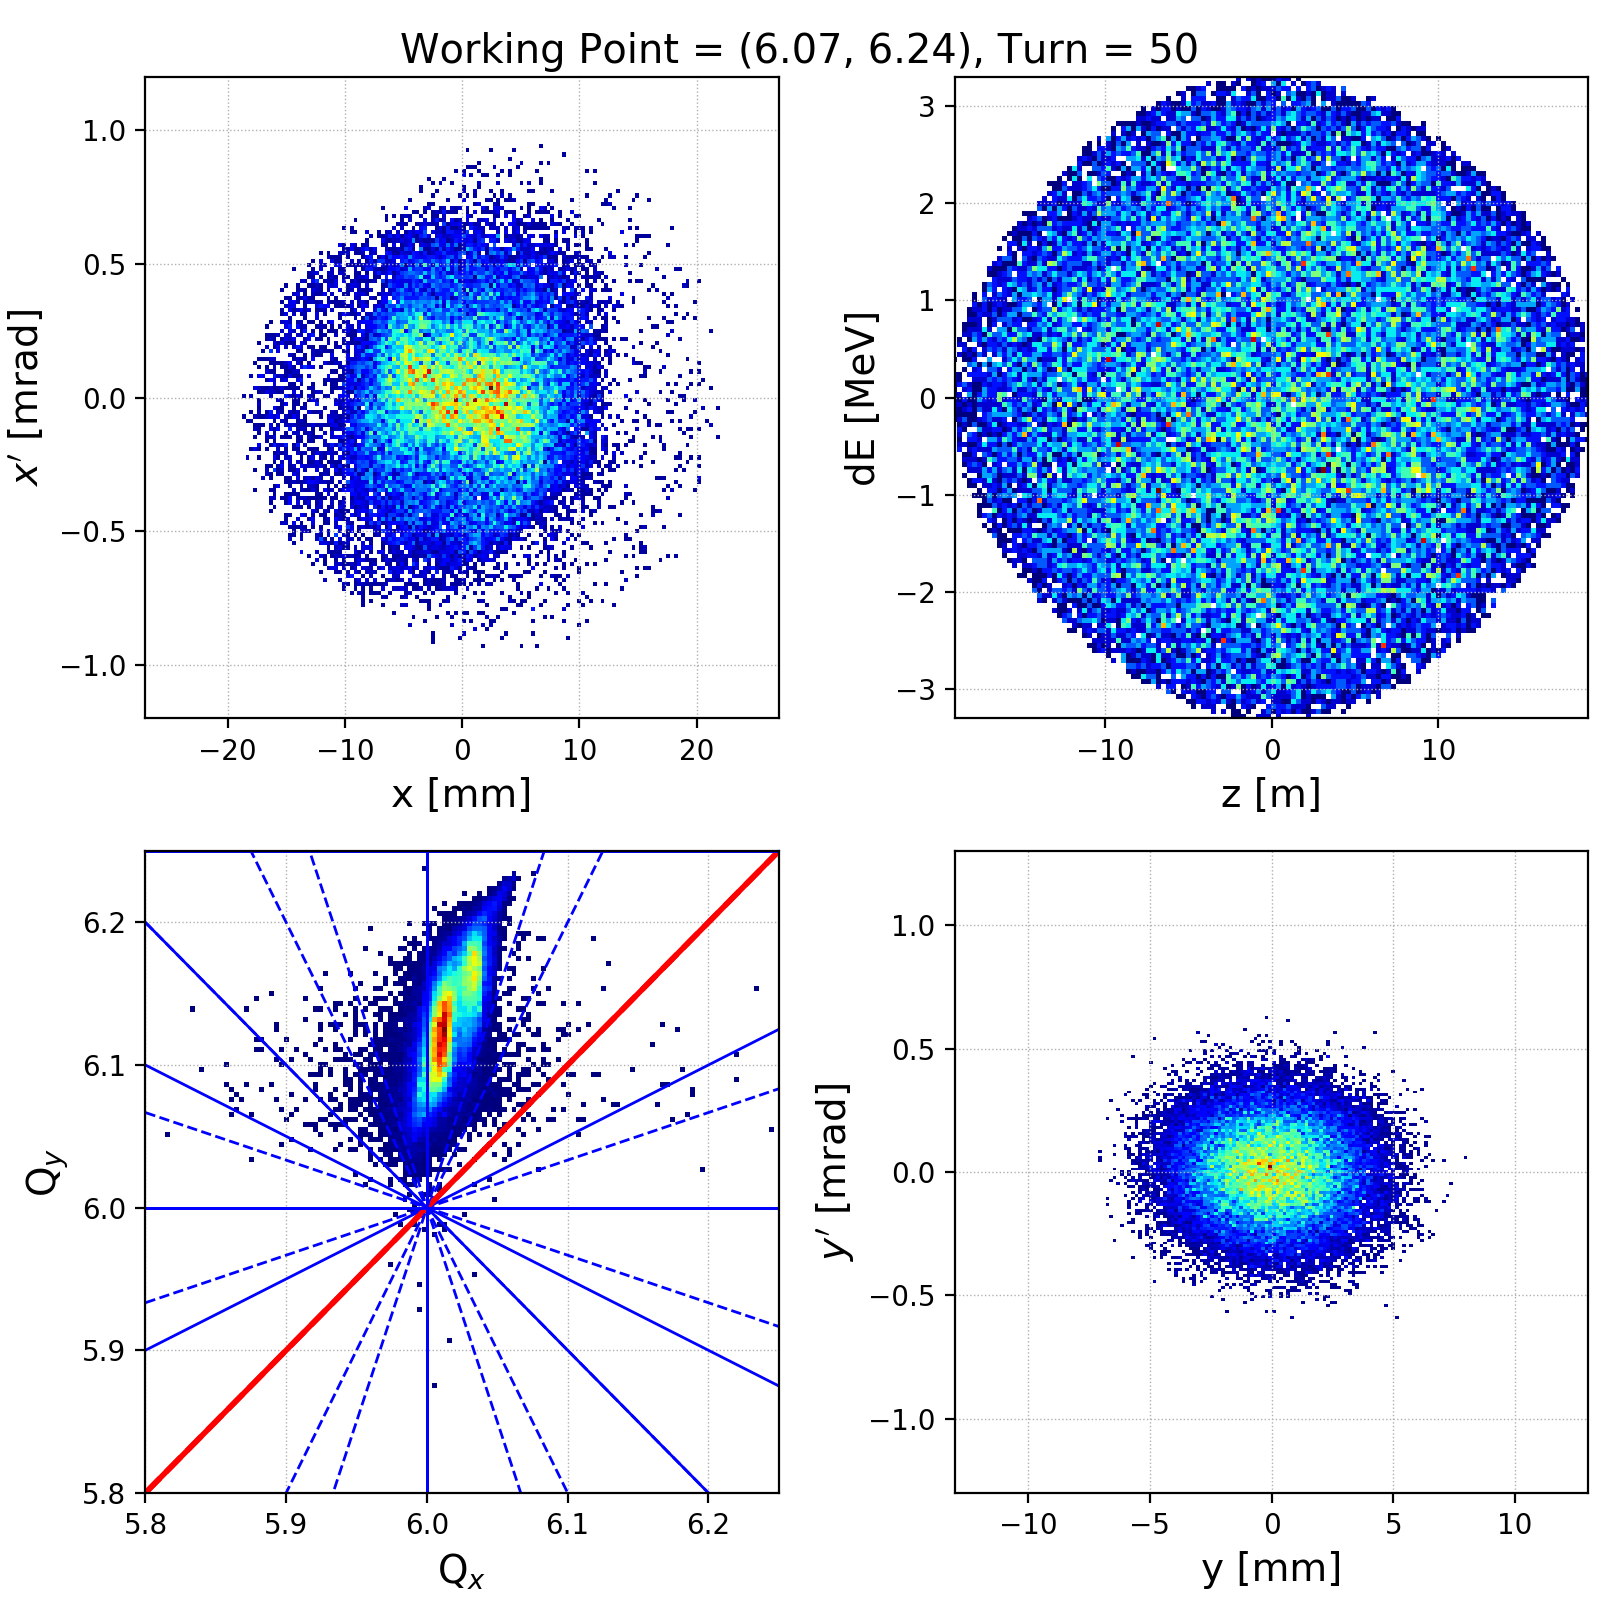 Working Point = (6.07, 6.24), Turn = 50
1.0
0.5
0.0
−0.5
−1.0
x′ [mrad]
−20 −10 0 10 20
x [mm]
3
2
1
0
−1
−2
−3
dE [MeV]
−10 0 10
z [m]
6.2
6.1
6.0
5.9
5.8
Qy
5.8 5.9 6.0 6.1 6.2
Qx
1.0
0.5
0.0
−0.5
−1.0
y′ [mrad]
−10 −5 0 5 10
y [mm]